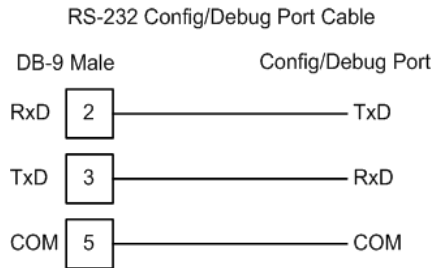 RS-232 Config/Debug Port Cable
DB-9 Male Config/Debug Port
RxD 2 TxD
TxD 3 RxD
COM 5 COM